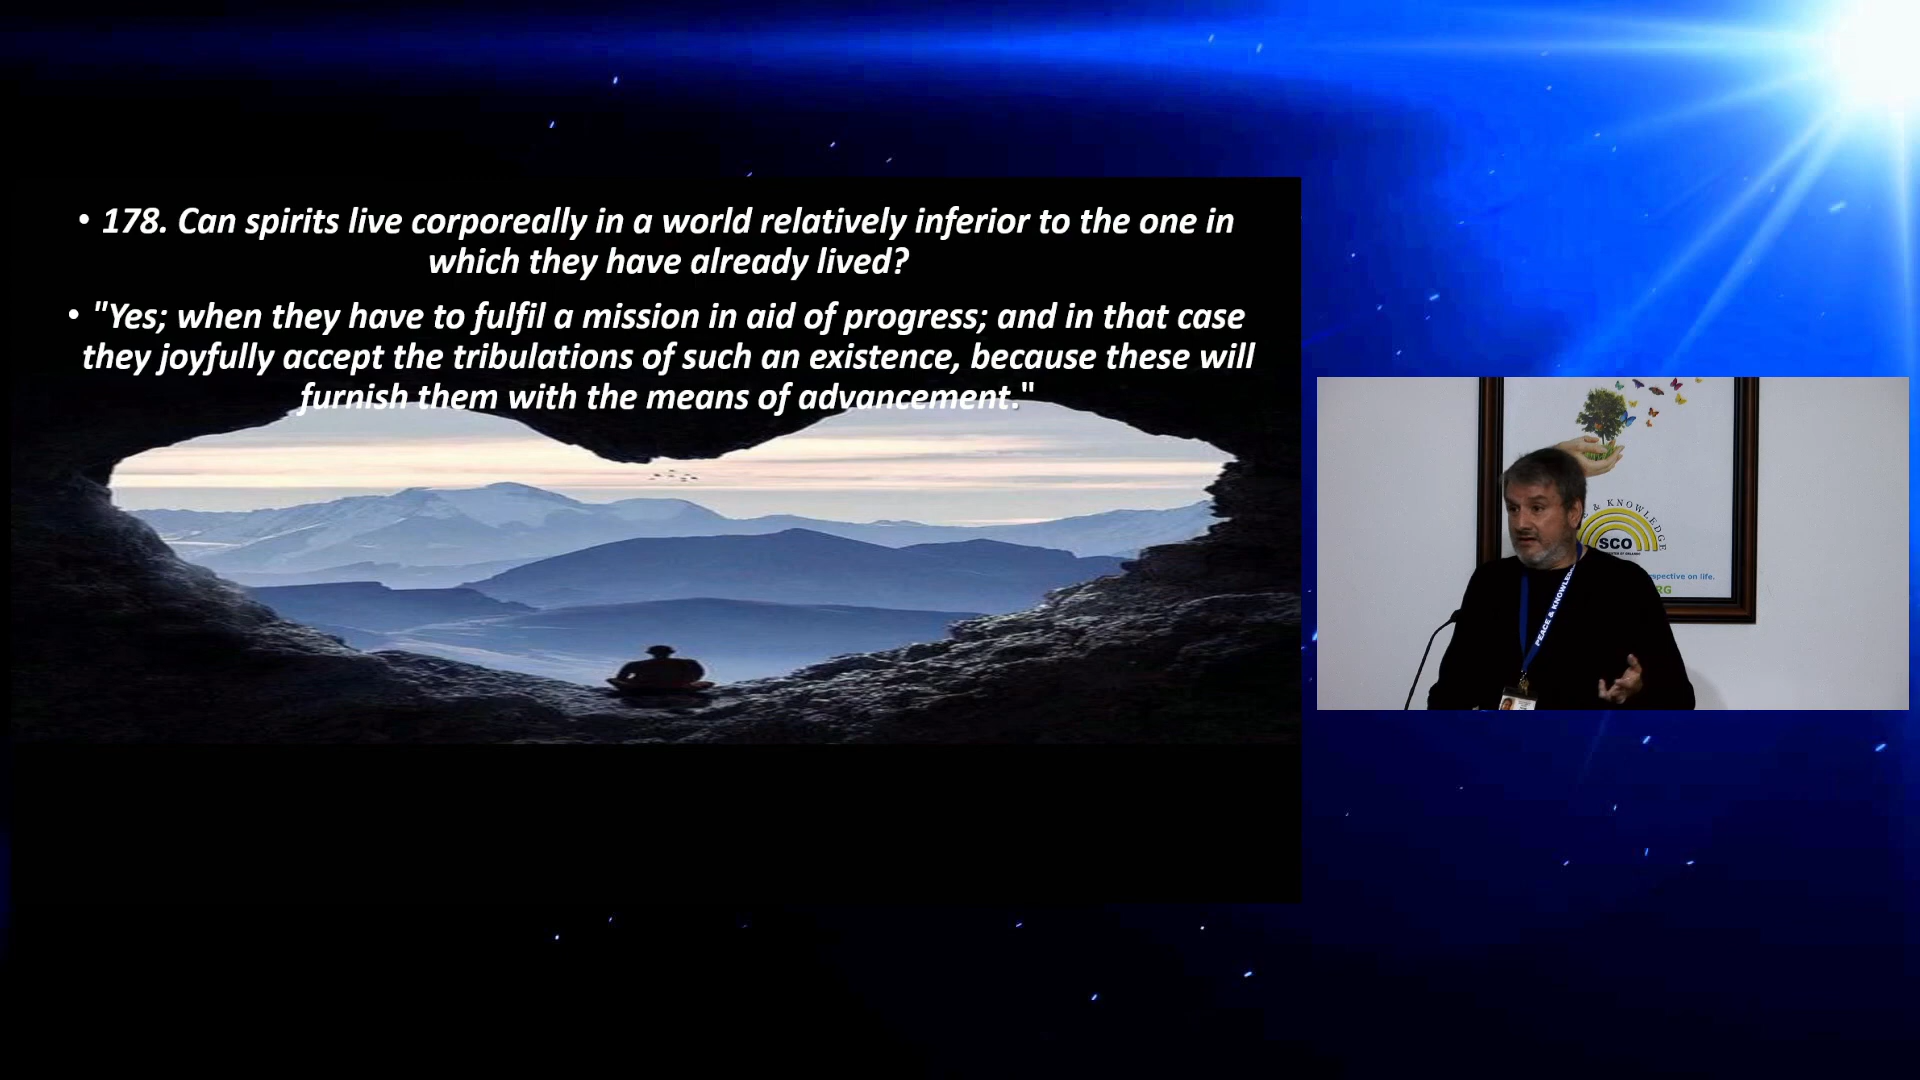 • 178. Can spirits live corporeally in a world relatively inferior to the one in
which they have already lived?
• "Yes; when they have to fulfil a mission in aid of progress; and in that case
they joyfully accept the tribulations of such an existence, because these will
furnish them with the means of advancement."
& KNOWLEDGE
SCO
spective on life.
RG
PEACE & KNOWLE